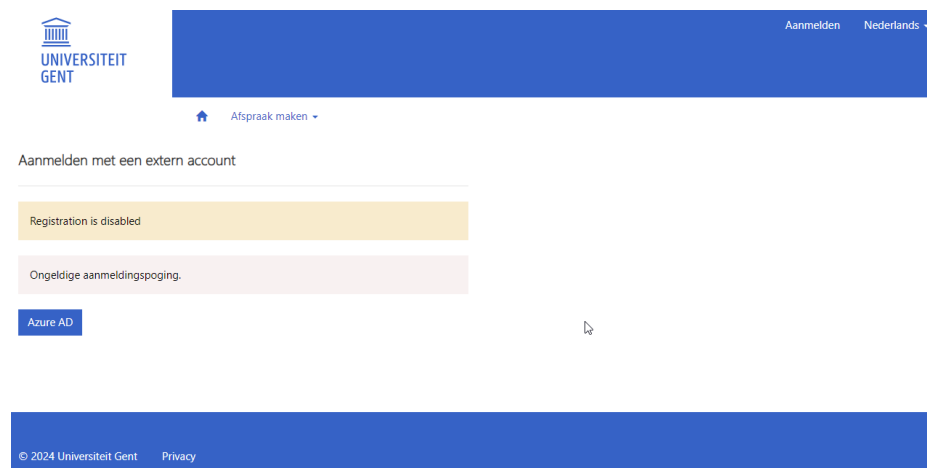 UNIVERSITEIT
GENT
Aanmelden Nederlands
Afspraak maken
Aanmelden met een extern account
Registration is disabled
Ongeldige aanmeldingspoging.
Azure AD
© 2024 Universiteit Gent Privacy